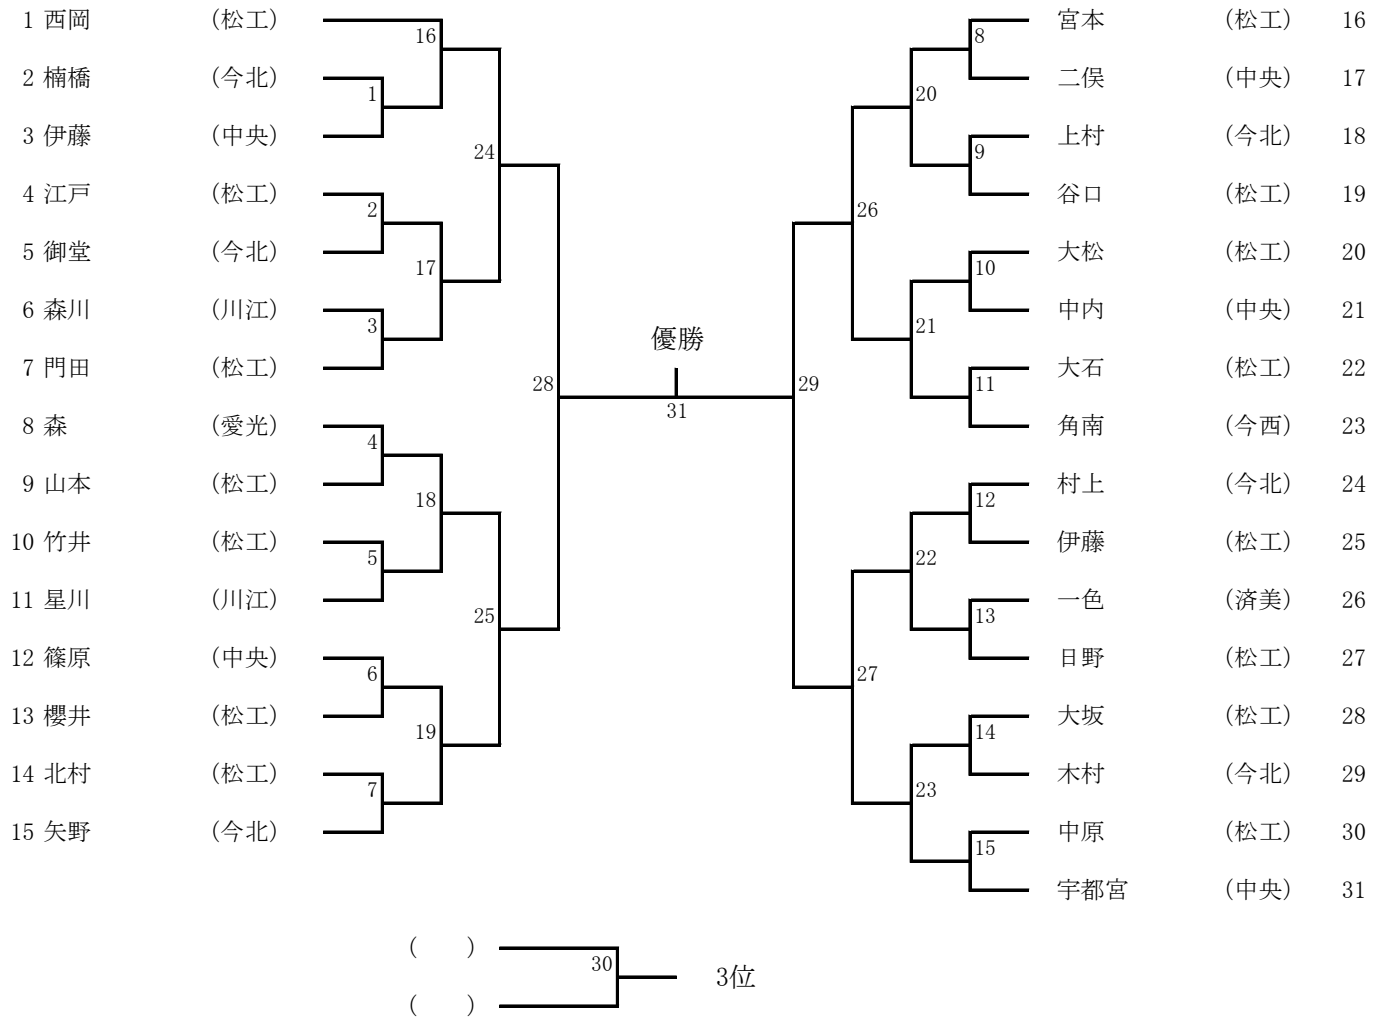 1 西岡 (松工)
2 楠橋 (今北)
3 伊藤 (中央)
4 江戸 (松工)
5 御堂 (今北)
6 森川 (川江)
7 門田 (松工)
8 森 (愛光)
9 山本 (松工)
10 竹井 (松工)
11 星川 (川江)
12 篠原 (中央)
13 櫻井 (松工)
14 北村 (松工)
15 矢野 (今北)
16
1
24
2
17
3
28
4
18
5
25
6
19
7
優勝
31
8
20
9
26
10
21
11
29
12
22
13
27
14
23
15
宮本 (松工) 16
二俣 (中央) 17
上村 (今北) 18
谷口 (松工) 19
大松 (松工) 20
中内 (中央) 21
大石 (松工) 22
角南 (今西) 23
村上 (今北) 24
伊藤 (松工) 25
一色 (済美) 26
日野 (松工) 27
大坂 (松工) 28
木村 (今北) 29
中原 (松工) 30
宇都宮 (中央) 31
( )
30
3位
( )